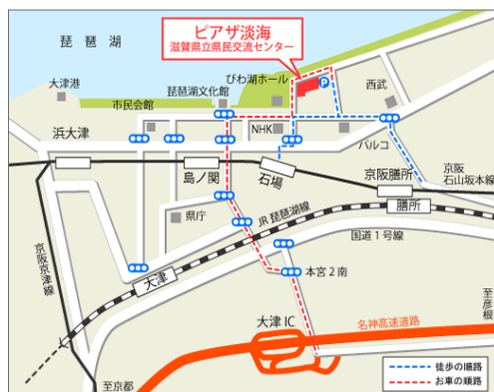 琵琶湖
ピアザ淡海
滋賀県立県民交流センター
大津港
琵琶湖文化館
びわ湖ホール
P
西武
市民会館
NHK
パルコ
浜大津
島ノ関
石場
京阪膳所
京阪
石山坂本線
県庁
JR 琵琶湖線
膳所
国道1号線
京阪京津線
大津
本宮2南
至彦根
大津IC
名神高速道路
至京都
徒歩の順路
お車の順路